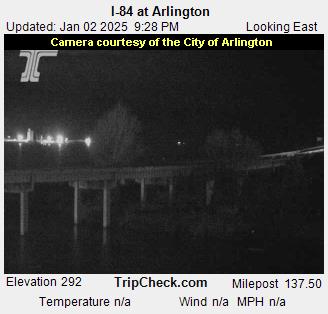 I-84 at Arlington
Updated: Jan 02 2025 9:28 PM Looking East
Camera courtesy of the City of Arlington
Elevation 292 TripCheck.com Milepost 137.50
Temperature n/a Wind n/a MPH n/a